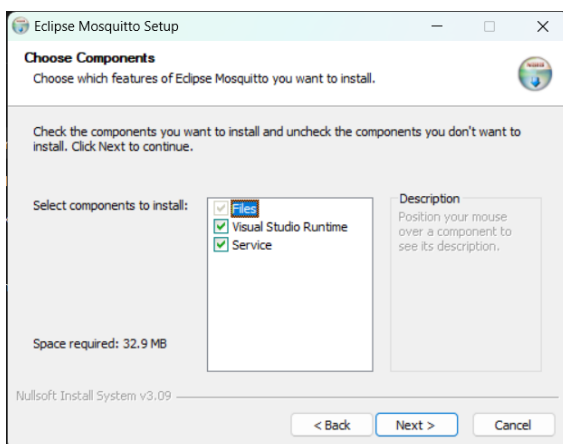 Eclipse Mosquitto Setup
Choose Components
Choose which features of Eclipse Mosquitto you want to install.
Check the components you want to install and uncheck the components you don't want to
install. Click Next to continue.
Select components to install:
Files
Visual Studio Runtime
Service
Description
Position your mouse
over a component to
see its description.
Space required: 32.9 MB
Nullsoft Install System v3.09
< Back
Next >
Cancel